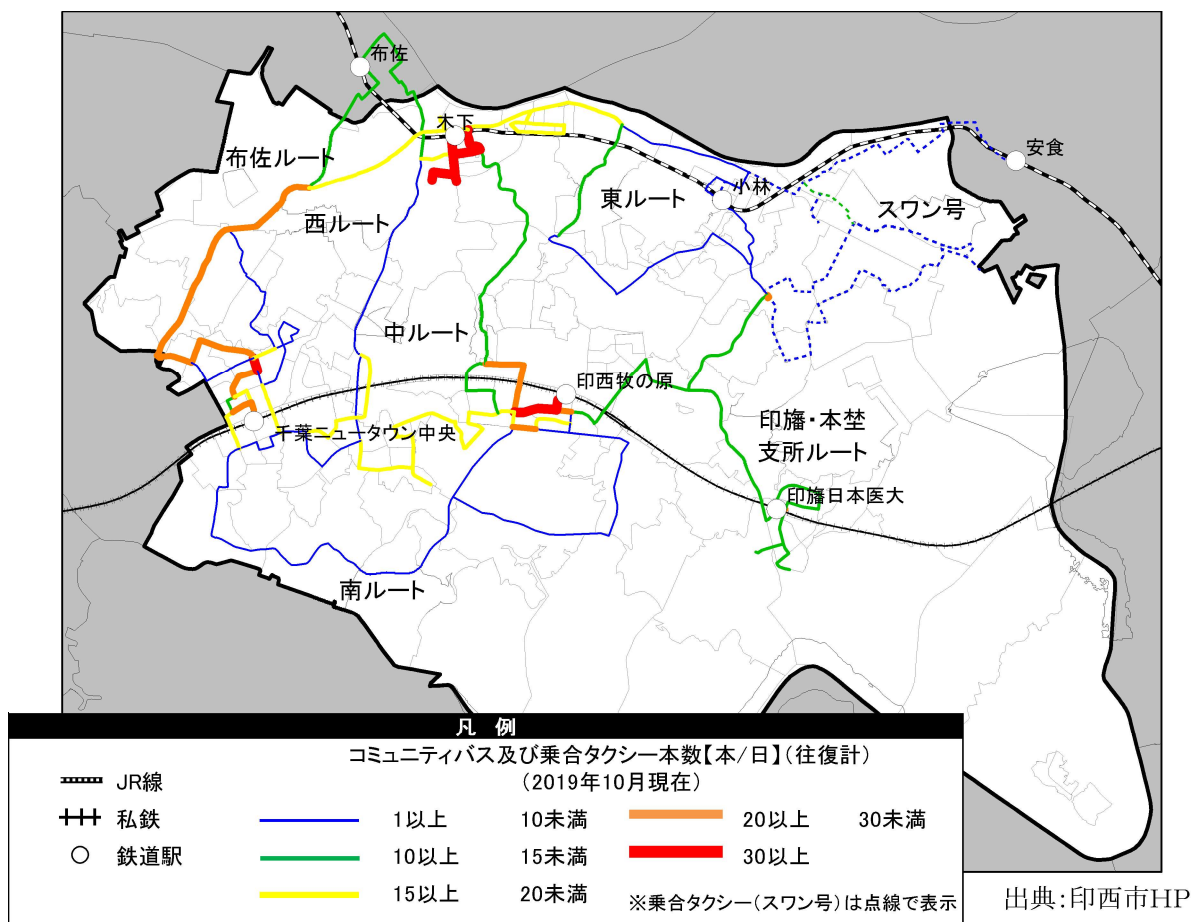 布佐
木下
布佐ルート
安食
小林
東ルート
スワン号
西ルート
中ルート
印西牧の原
千葉ニュータウン中央
印旛・本埜
支所ルート
印旛日本医大
南ルート
凡 例
コミュニティバス及び乗合タクシー本数【本/日】(往復計)
(2019年10月現在)
JR線
私鉄
鉄道駅
1以上 10未満
10以上 15未満
15以上 20未満
20以上 30未満
30以上
※乗合タクシー(スワン号)は点線で表示
出典:印西市HP